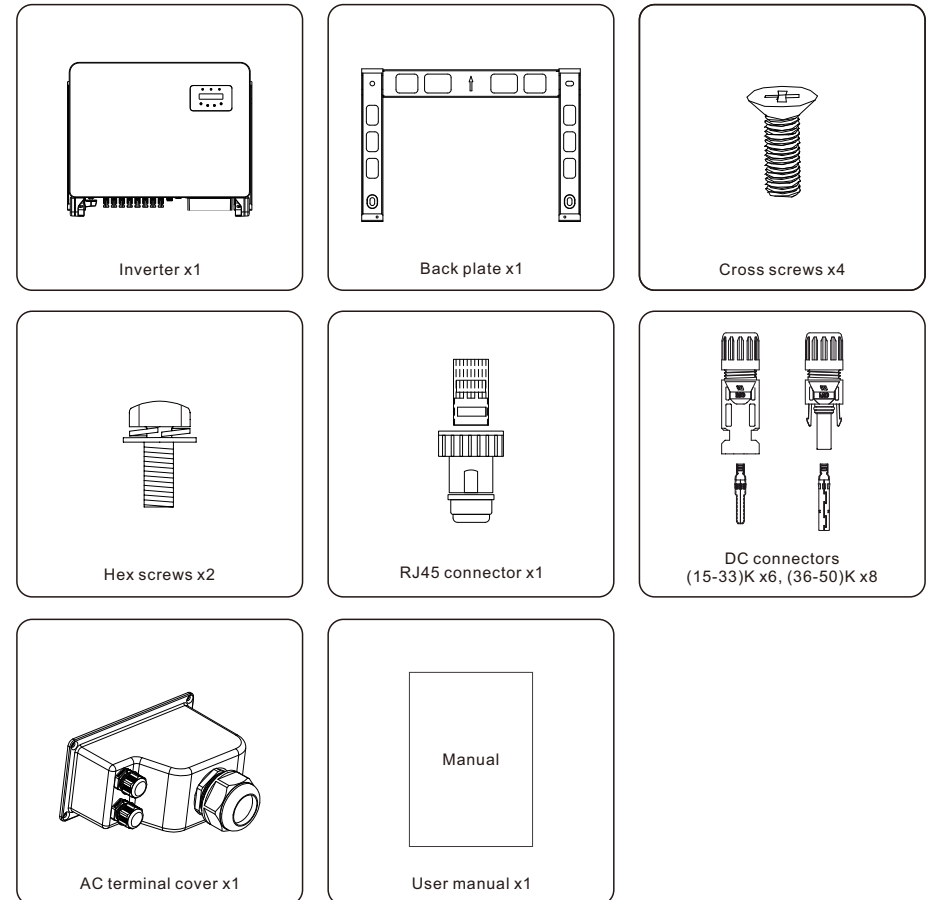 Inverter x1
Back plate x1
Cross screws x4
Hex screws x2
RJ45 connector x1
DC connectors
(15-33)K x6, (36-50)K x8
AC terminal cover x1
Manual
User manual x1